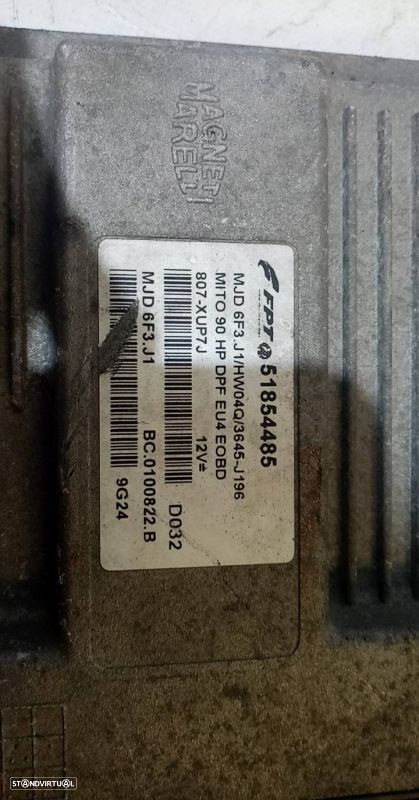 MAGNETI
MARELLI
FPT 51854485
MJD 6F3.J1/HW04Q/3645-J196
MITO 90 HP DPF EU4 EOBD
807-XUP7J 12V=
D032
MJD 6F3.J1 BC.0100822.B
9G24
STANDVIRTUAL